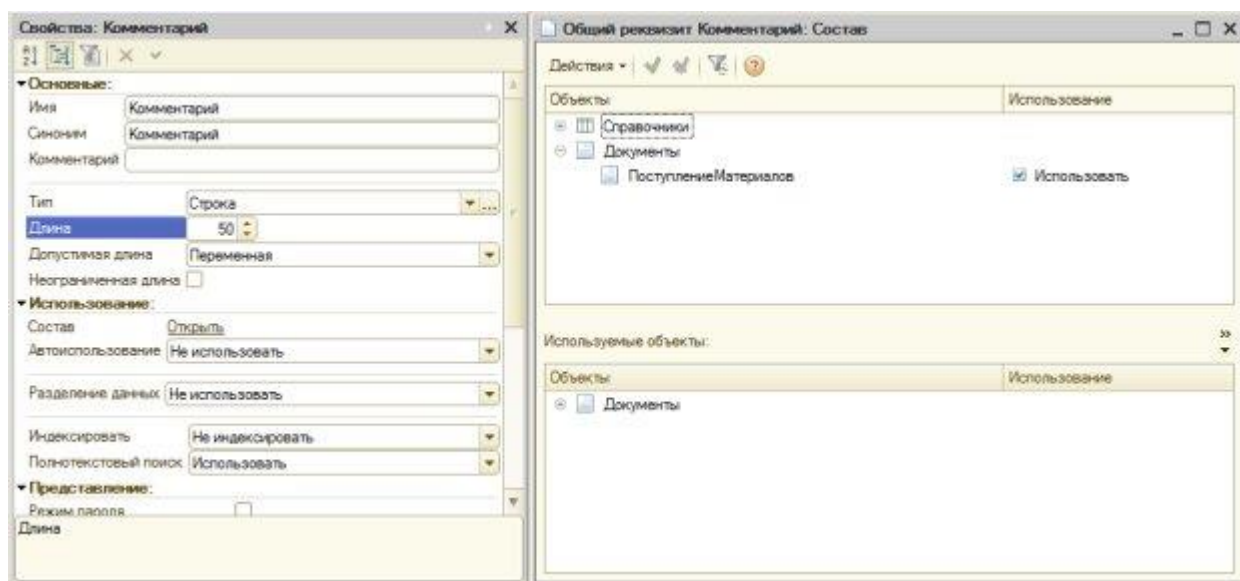 Свойства: Комментарий
Основные:
Имя Комментарий
Синоним Комментарий
Комментарий
Тип Строка
Длина 50
Допустимая длина Переменная
Неограниченная длина
Использование:
Состав Открыть
Автоиспользование Не использовать
Разделение данных Не использовать
Индексировать Не индексировать
Полнотекстовый поиск Использовать
Представление:
Режим пароля
Длина
Общий реквизит Комментарий: Состав
Действия
Объекты Использование
Справочники
Документы
ПоступлениеМатериалов Использовать
Используемые объекты:
Объекты Использование
Документы